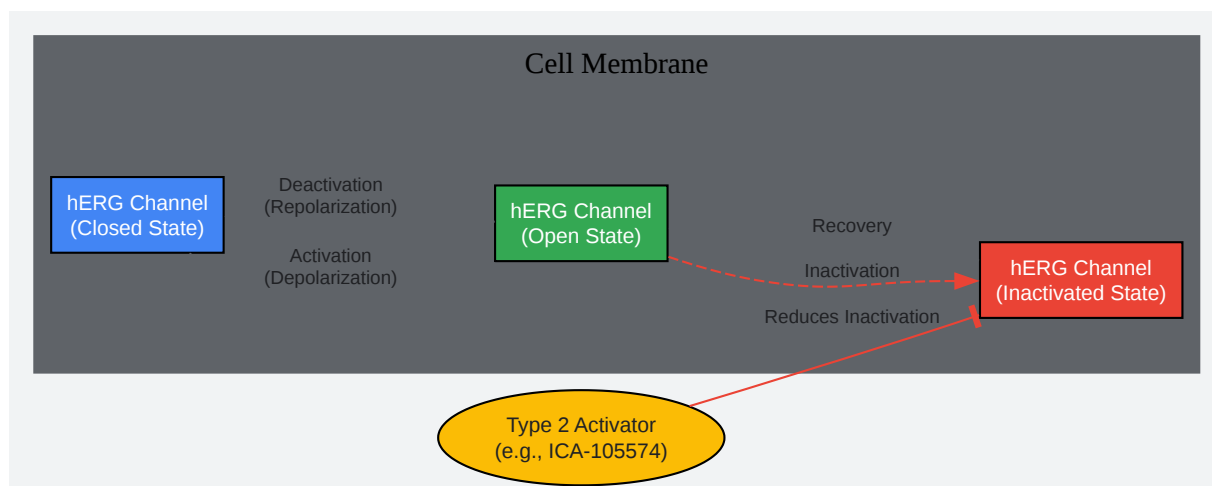 Cell Membrane
hERG Channel
(Closed State)
Deactivation
(Repolarization)
Activation
(Depolarization)
hERG Channel
(Open State)
Recovery
Inactivation
Reduces Inactivation
hERG Channel
(Inactivated State)
Type 2 Activator
(e.g., ICA-105574)